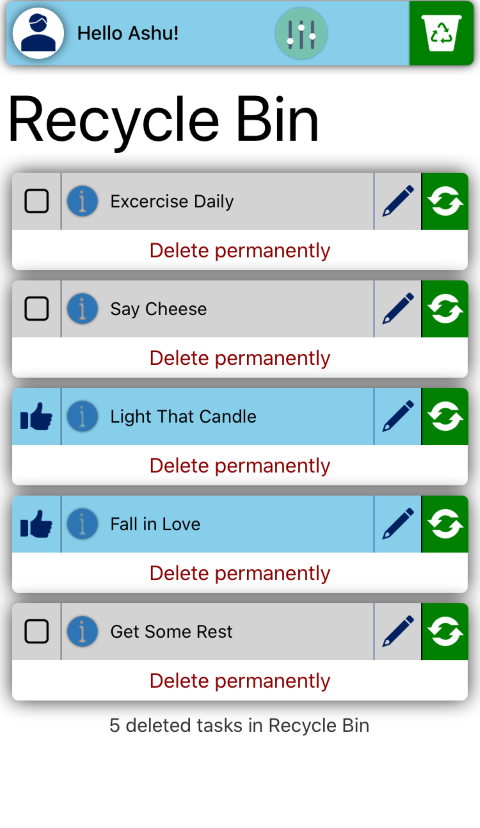 Hello Ashu!
Recycle Bin
Excercise Daily
Delete permanently
Say Cheese
Delete permanently
Light That Candle
Delete permanently
Fall in Love
Delete permanently
Get Some Rest
Delete permanently
5 deleted tasks in Recycle Bin